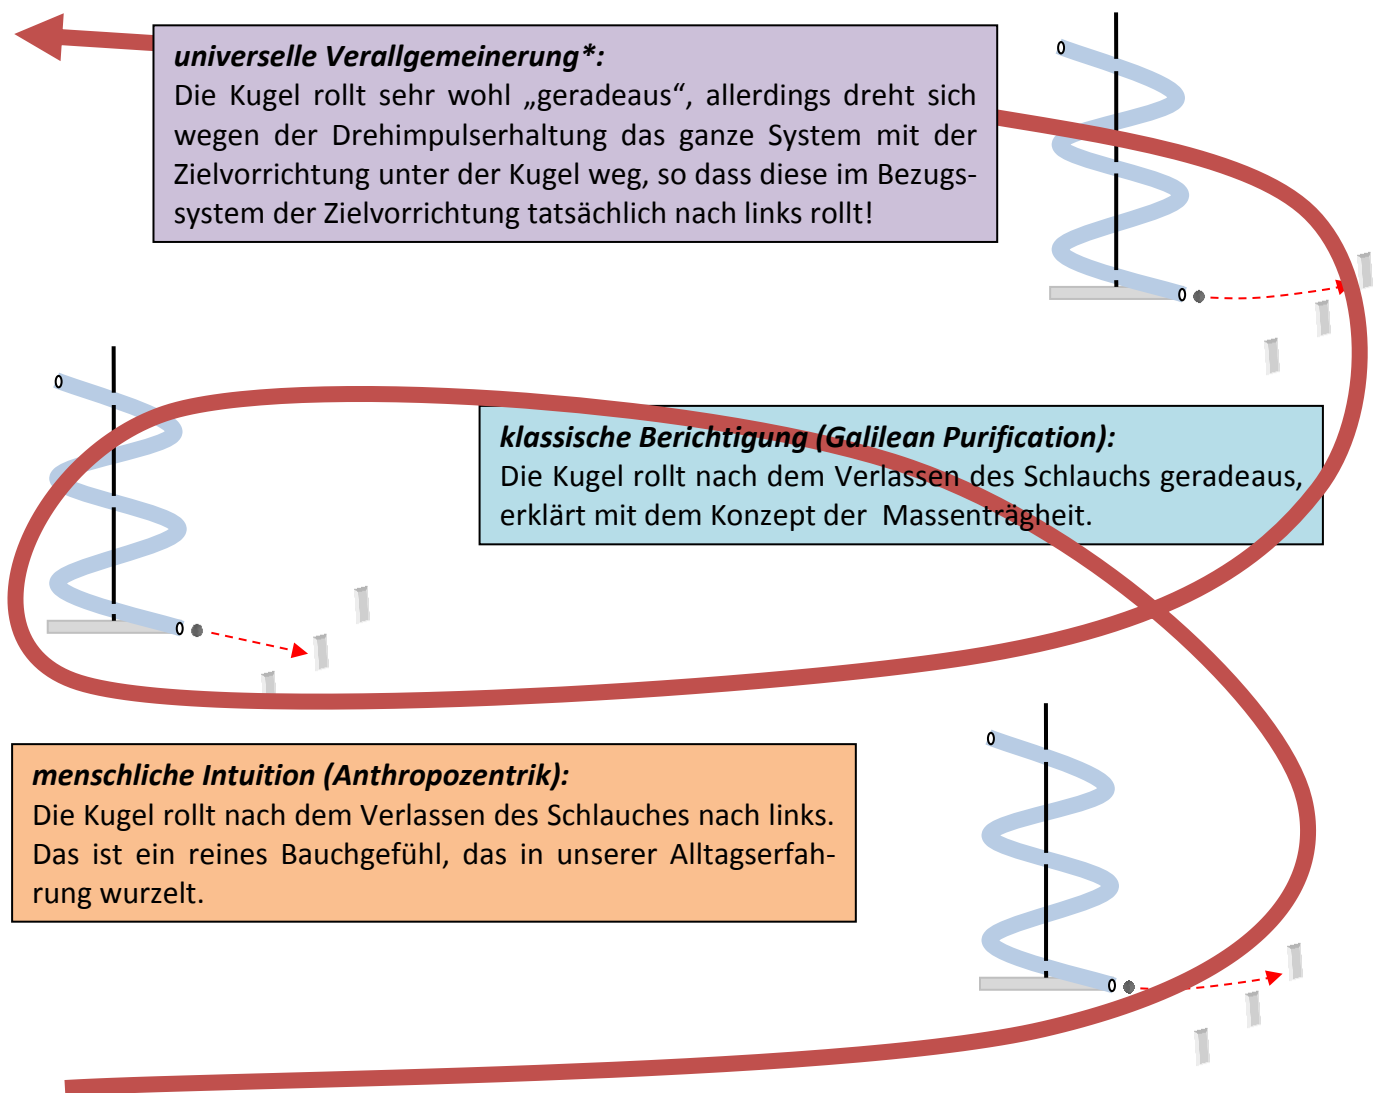 universelle Verallgemeinerung*:
Die Kugel rollt sehr wohl „geradeaus“, allerdings dreht sich
wegen der Drehimpulserhaltung das ganze System mit der
Zielvorrichtung unter der Kugel weg, so dass diese im Bezugs-
system der Zielvorrichtung tatsächlich nach links rollt!
klassische Berichtigung (Galilean Purification):
Die Kugel rollt nach dem Verlassen des Schlauchs geradeaus,
erklärt mit dem Konzept der Massenträgheit.
menschliche Intuition (Anthropozentrik):
Die Kugel rollt nach dem Verlassen des Schlauches nach links.
Das ist ein reines Bauchgefühl, das in unserer Alltagserfah-
rung wurzelt.